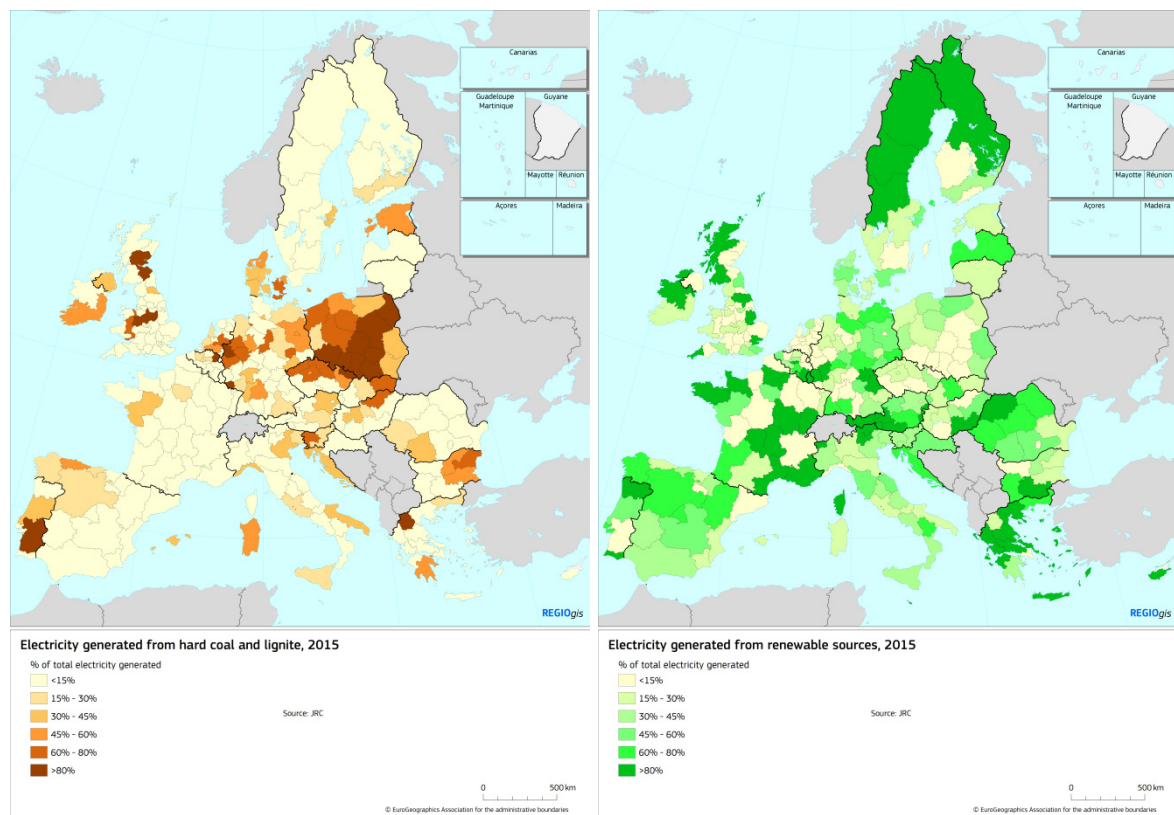 Canarias
Guadeloupe
Martinique
Guyane
Mayotte
Réunion
Açores
Madeira
REGIOgis
Electricity generated from hard coal and lignite, 2015
% of total electricity generated
<15%
15% - 30%
30% - 45%
45% - 60%
60% - 80%
>80%
Source: JRC
0 500 km
© EuroGeographics Association for the administrative boundaries
Canarias
Guadeloupe
Martinique
Guyane
Mayotte
Réunion
Açores
Madeira
REGIOgis
Electricity generated from renewable sources, 2015
% of total electricity generated
<15%
15% - 30%
30% - 45%
45% - 60%
60% - 80%
>80%
Source: JRC
0 500 km
© EuroGeographics Association for the administrative boundaries